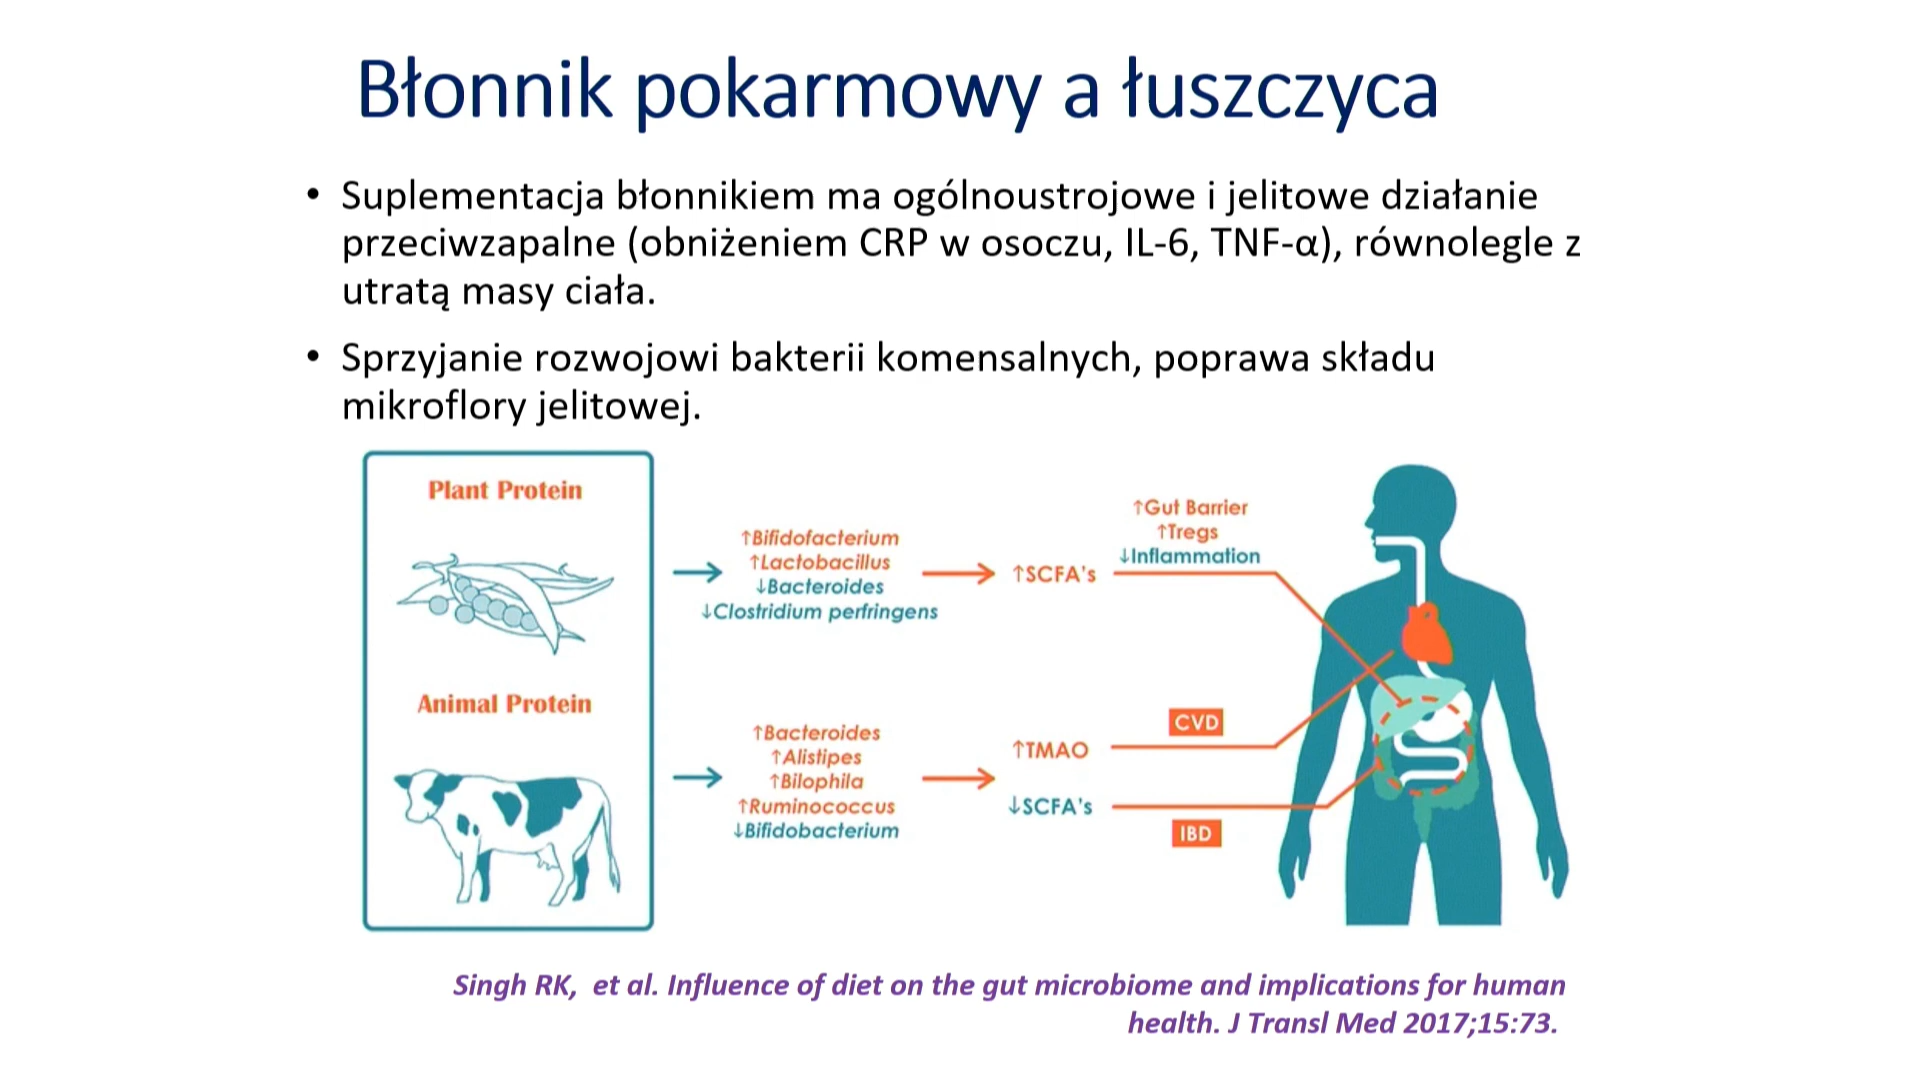 Błonnik pokarmowy a łuszczyca
• Suplementacja błonnikiem ma ogólnoustrojowe i jelitowe działanie
przeciwzapalne (obniżeniem CRP w osoczu, IL-6, TNF-α), równolegle z
utratą masy ciała.
• Sprzyjanie rozwojowi bakterii komensalnych, poprawa składu
mikroflory jelitowej.
Plant Protein
↑Bifidofacterium
↑Lactobacillus
↓Bacteroides
↓Clostridium perfringens
↑SCFA's
↑Gut Barrier
↑Tregs
↓Inflammation
Animal Protein
↑Bacteroides
↑Alistipes
↑Bilophila
↑Ruminococcus
↓Bifidobacterium
↑TMAO
CVD
↓SCFA's
IBD
Singh RK, et al. Influence of diet on the gut microbiome and implications for human
health. J Transl Med 2017;15:73.